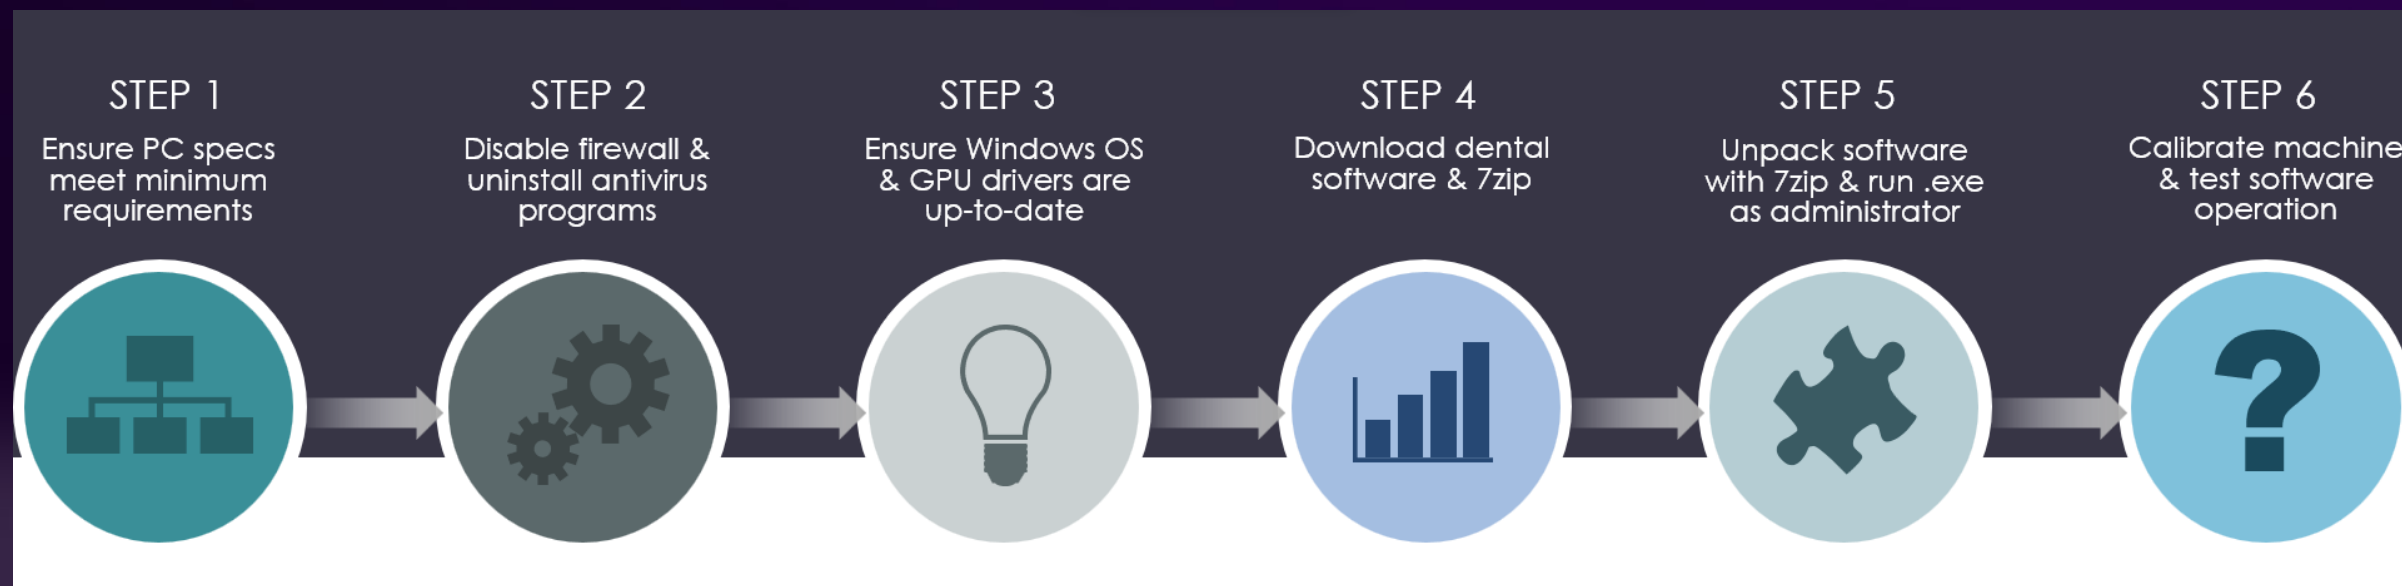 STEP 1
Ensure PC specs
meet minimum
requirements
STEP 2
Disable firewall &
uninstall antivirus
programs
STEP 3
Ensure Windows OS
& GPU drivers are
up-to-date
STEP 4
Download dental
software & 7zip
STEP 5
Unpack software
with 7zip & run .exe
as administrator
STEP 6
Calibrate machine
& test software
operation
?